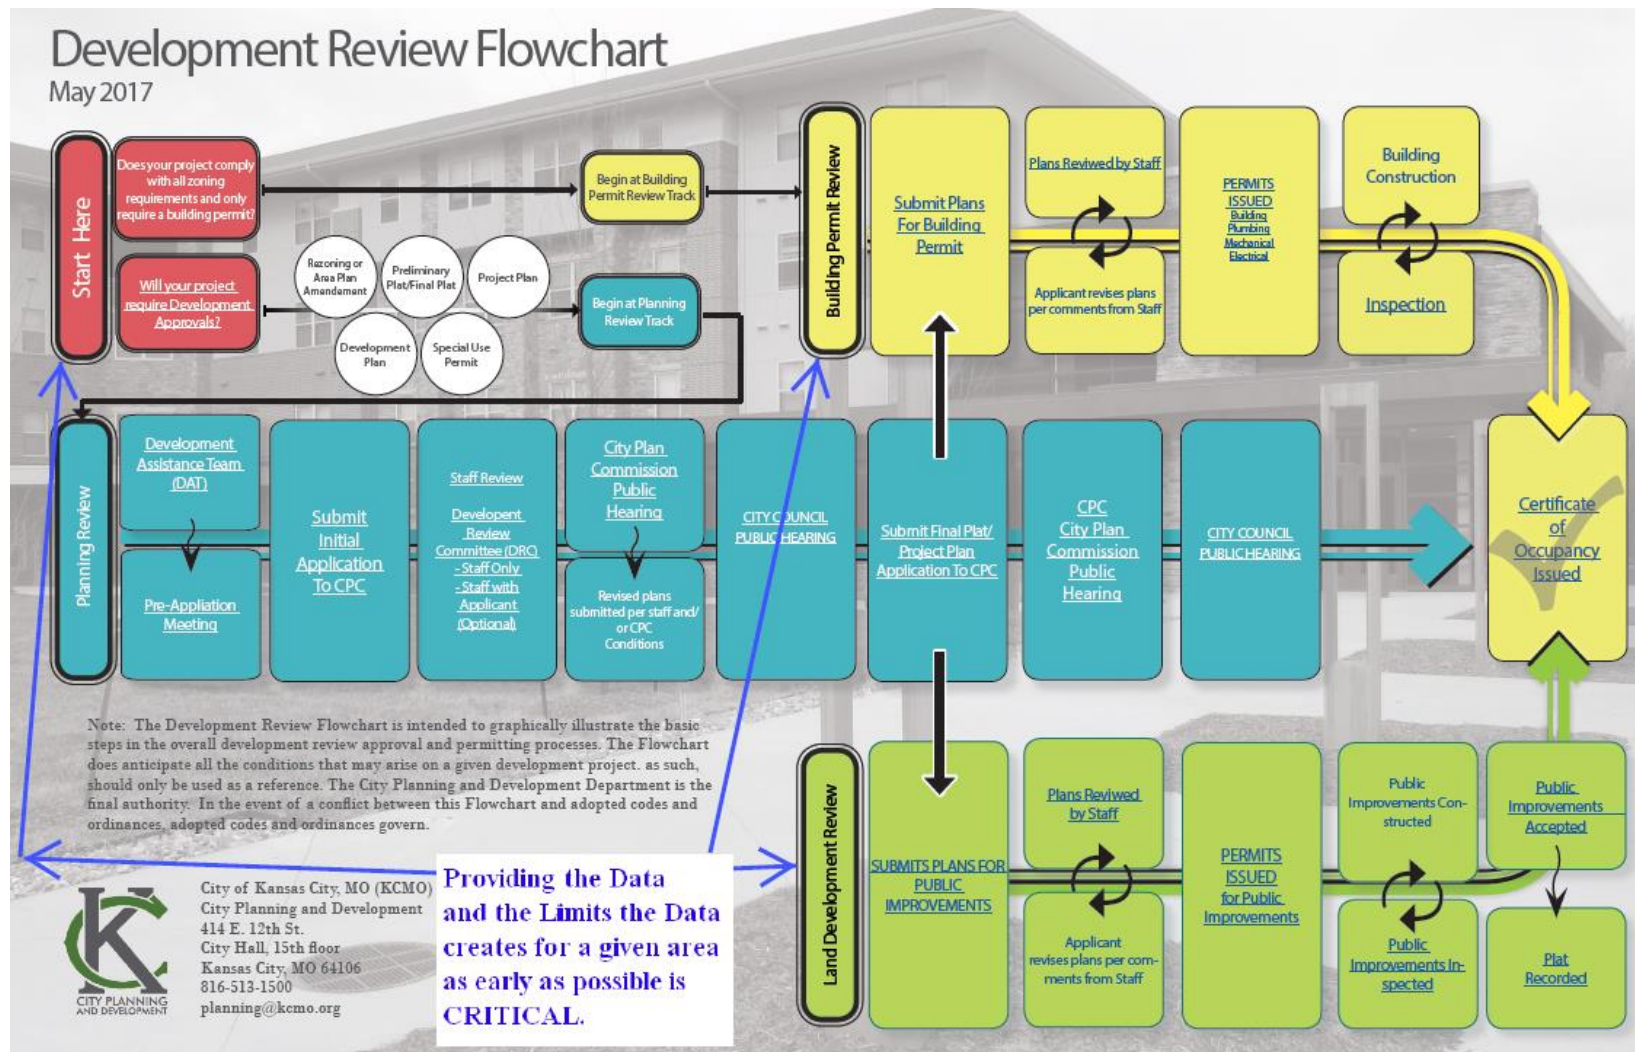 Development Review Flowchart
May 2017
Start Here
Does your project comply
with all zoning
requirements and only
require a building permit?
Will your project
require Development
Approvals?
Rezoning or
Area Plan
Amendement
Preliminary
Plat/Final Plat
Project Plan
Development
Plan
Special Use
Permit
Begin at Building
Permit Review Track
Begin at Planning
Review Track
Building Permit Review
Submit Plans
For Building
Permit
Plans Reviwed by Staff
Applicant revises plans
per comments from Staff
PERMITS
ISSUED
Building
Plumbing
Mechanical
Electrical
Building
Construction
Inspection
Planning Review
Development
Assistance Team
(DAT)
Pre-Appliation
Meeting
Submit
Initial
Application
To CPC
Staff Review
Developent
Review
Committee (DRC)
- Staff Only
- Staff with
Applicant
(Optional)
City Plan
Commission
Public
Hearing
Revised plans
submitted per staff and/
or CPC
Conditions
CITY COUNCIL
PUBLIC HEARING
Submit Final Plat/
Project Plan
Application To CPC
CPC
City Plan
Commission
Public
Hearing
CITY COUNCIL
PUBLIC HEARING
Certificate
of
Occupancy
Issued
Note: The Development Review Flowchart is intended to graphically illustrate the basic
steps in the overall development review approval and permitting processes. The Flowchart
does anticipate all the conditions that may arise on a given development project. as such,
should only be used as a reference. The City Planning and Development Department is the
final authority. In the event of a conflict between this Flowchart and adopted codes and
ordinances, adopted codes and ordinances govern.
Land Development Review
SUBMITS PLANS FOR
PUBLIC
IMPROVEMENTS
Plans Reviwed
by Staff
Applicant
revises plans per com-
ments from Staff
PERMITS
ISSUED
for Public
Improvements
Public
Improvements Con-
structed
Public
Improvements In-
spected
Public
Improvements
Accepted
Plat
Recorded
KC
CITY PLANNING
AND DEVELOPMENT
City of Kansas City, MO (KCMO)
City Planning and Development
414 E. 12th St.
City Hall, 15th floor
Kansas City, MO 64106
816-513-1500
planning@kcmo.org
Providing the Data
and the Limits the Data
creates for a given area
as early as possible is
CRITICAL.